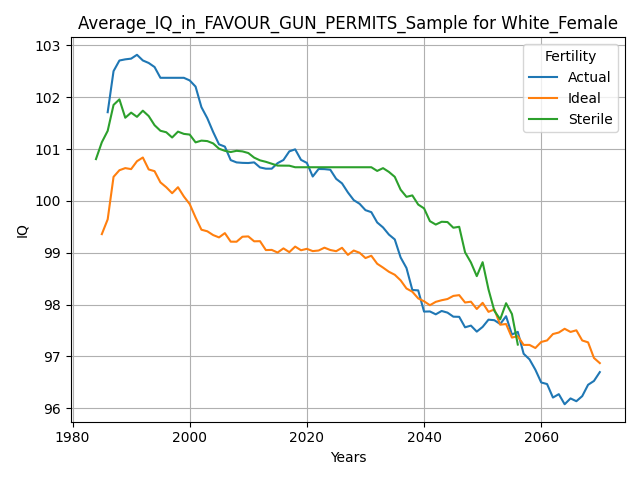 Average_IQ_in_FAVOUR_GUN_PERMITS_Sample for White_Female
Fertility
Actual
Ideal
Sterile
IQ
103
102
101
100
99
98
97
96
1980
2000
2020
2040
2060
Years